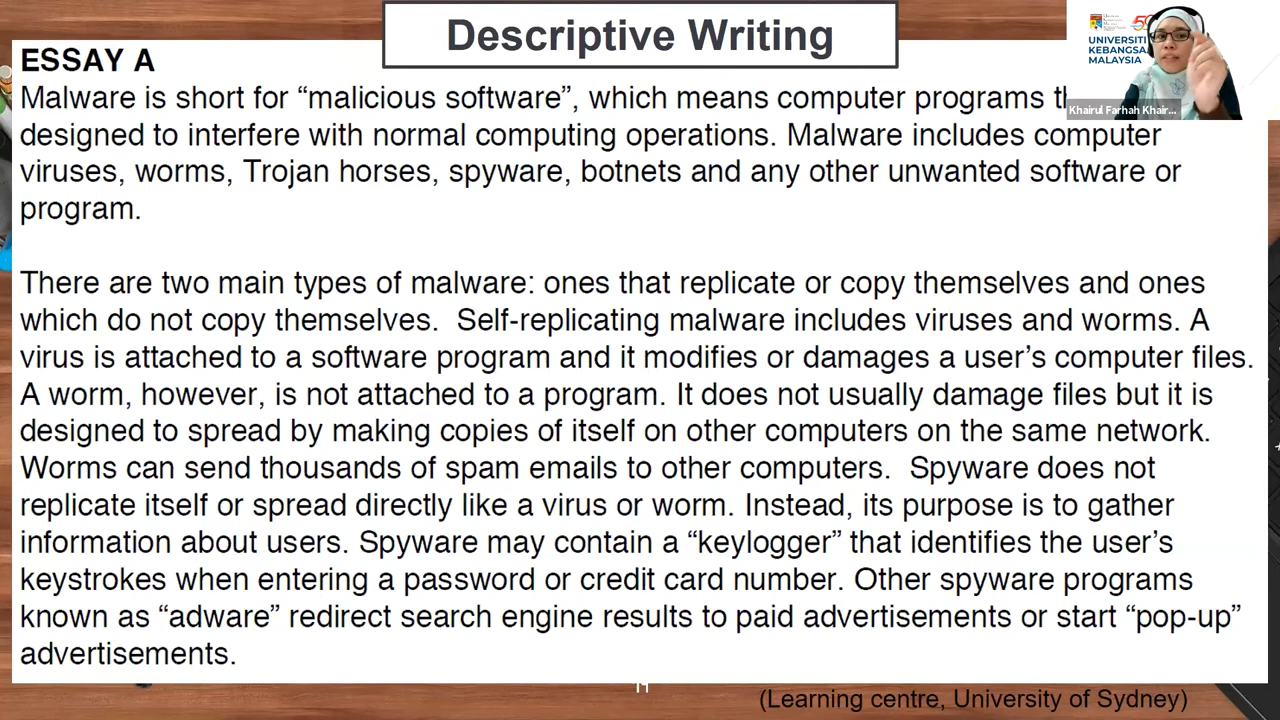 Descriptive Writing
UNIVERSITI
KEBANGSA
MALAYSIA
Khairul Farhah Khair...
ESSAY A
Malware is short for “malicious software”, which means computer programs
designed to interfere with normal computing operations. Malware includes computer
viruses, worms, Trojan horses, spyware, botnets and any other unwanted software or
program.
There are two main types of malware: ones that replicate or copy themselves and ones
which do not copy themselves. Self-replicating malware includes viruses and worms. A
virus is attached to a software program and it modifies or damages a user’s computer files.
A worm, however, is not attached to a program. It does not usually damage files but it is
designed to spread by making copies of itself on other computers on the same network.
Worms can send thousands of spam emails to other computers. Spyware does not
replicate itself or spread directly like a virus or worm. Instead, its purpose is to gather
information about users. Spyware may contain a “keylogger” that identifies the user’s
keystrokes when entering a password or credit card number. Other spyware programs
known as “adware” redirect search engine results to paid advertisements or start “pop-up”
advertisements.
(Learning centre, University of Sydney)